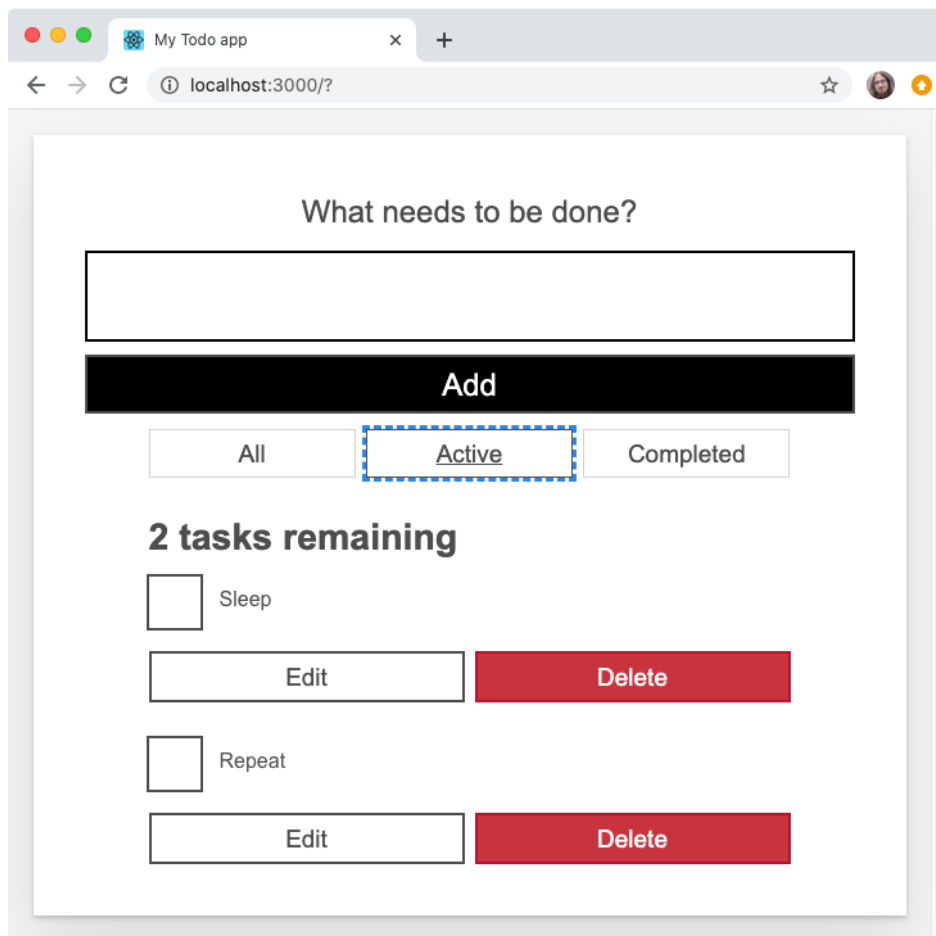 My Todo app
localhost:3000/?
What needs to be done?
Add
All Active Completed
2 tasks remaining
Sleep
Edit Delete
Repeat
Edit Delete